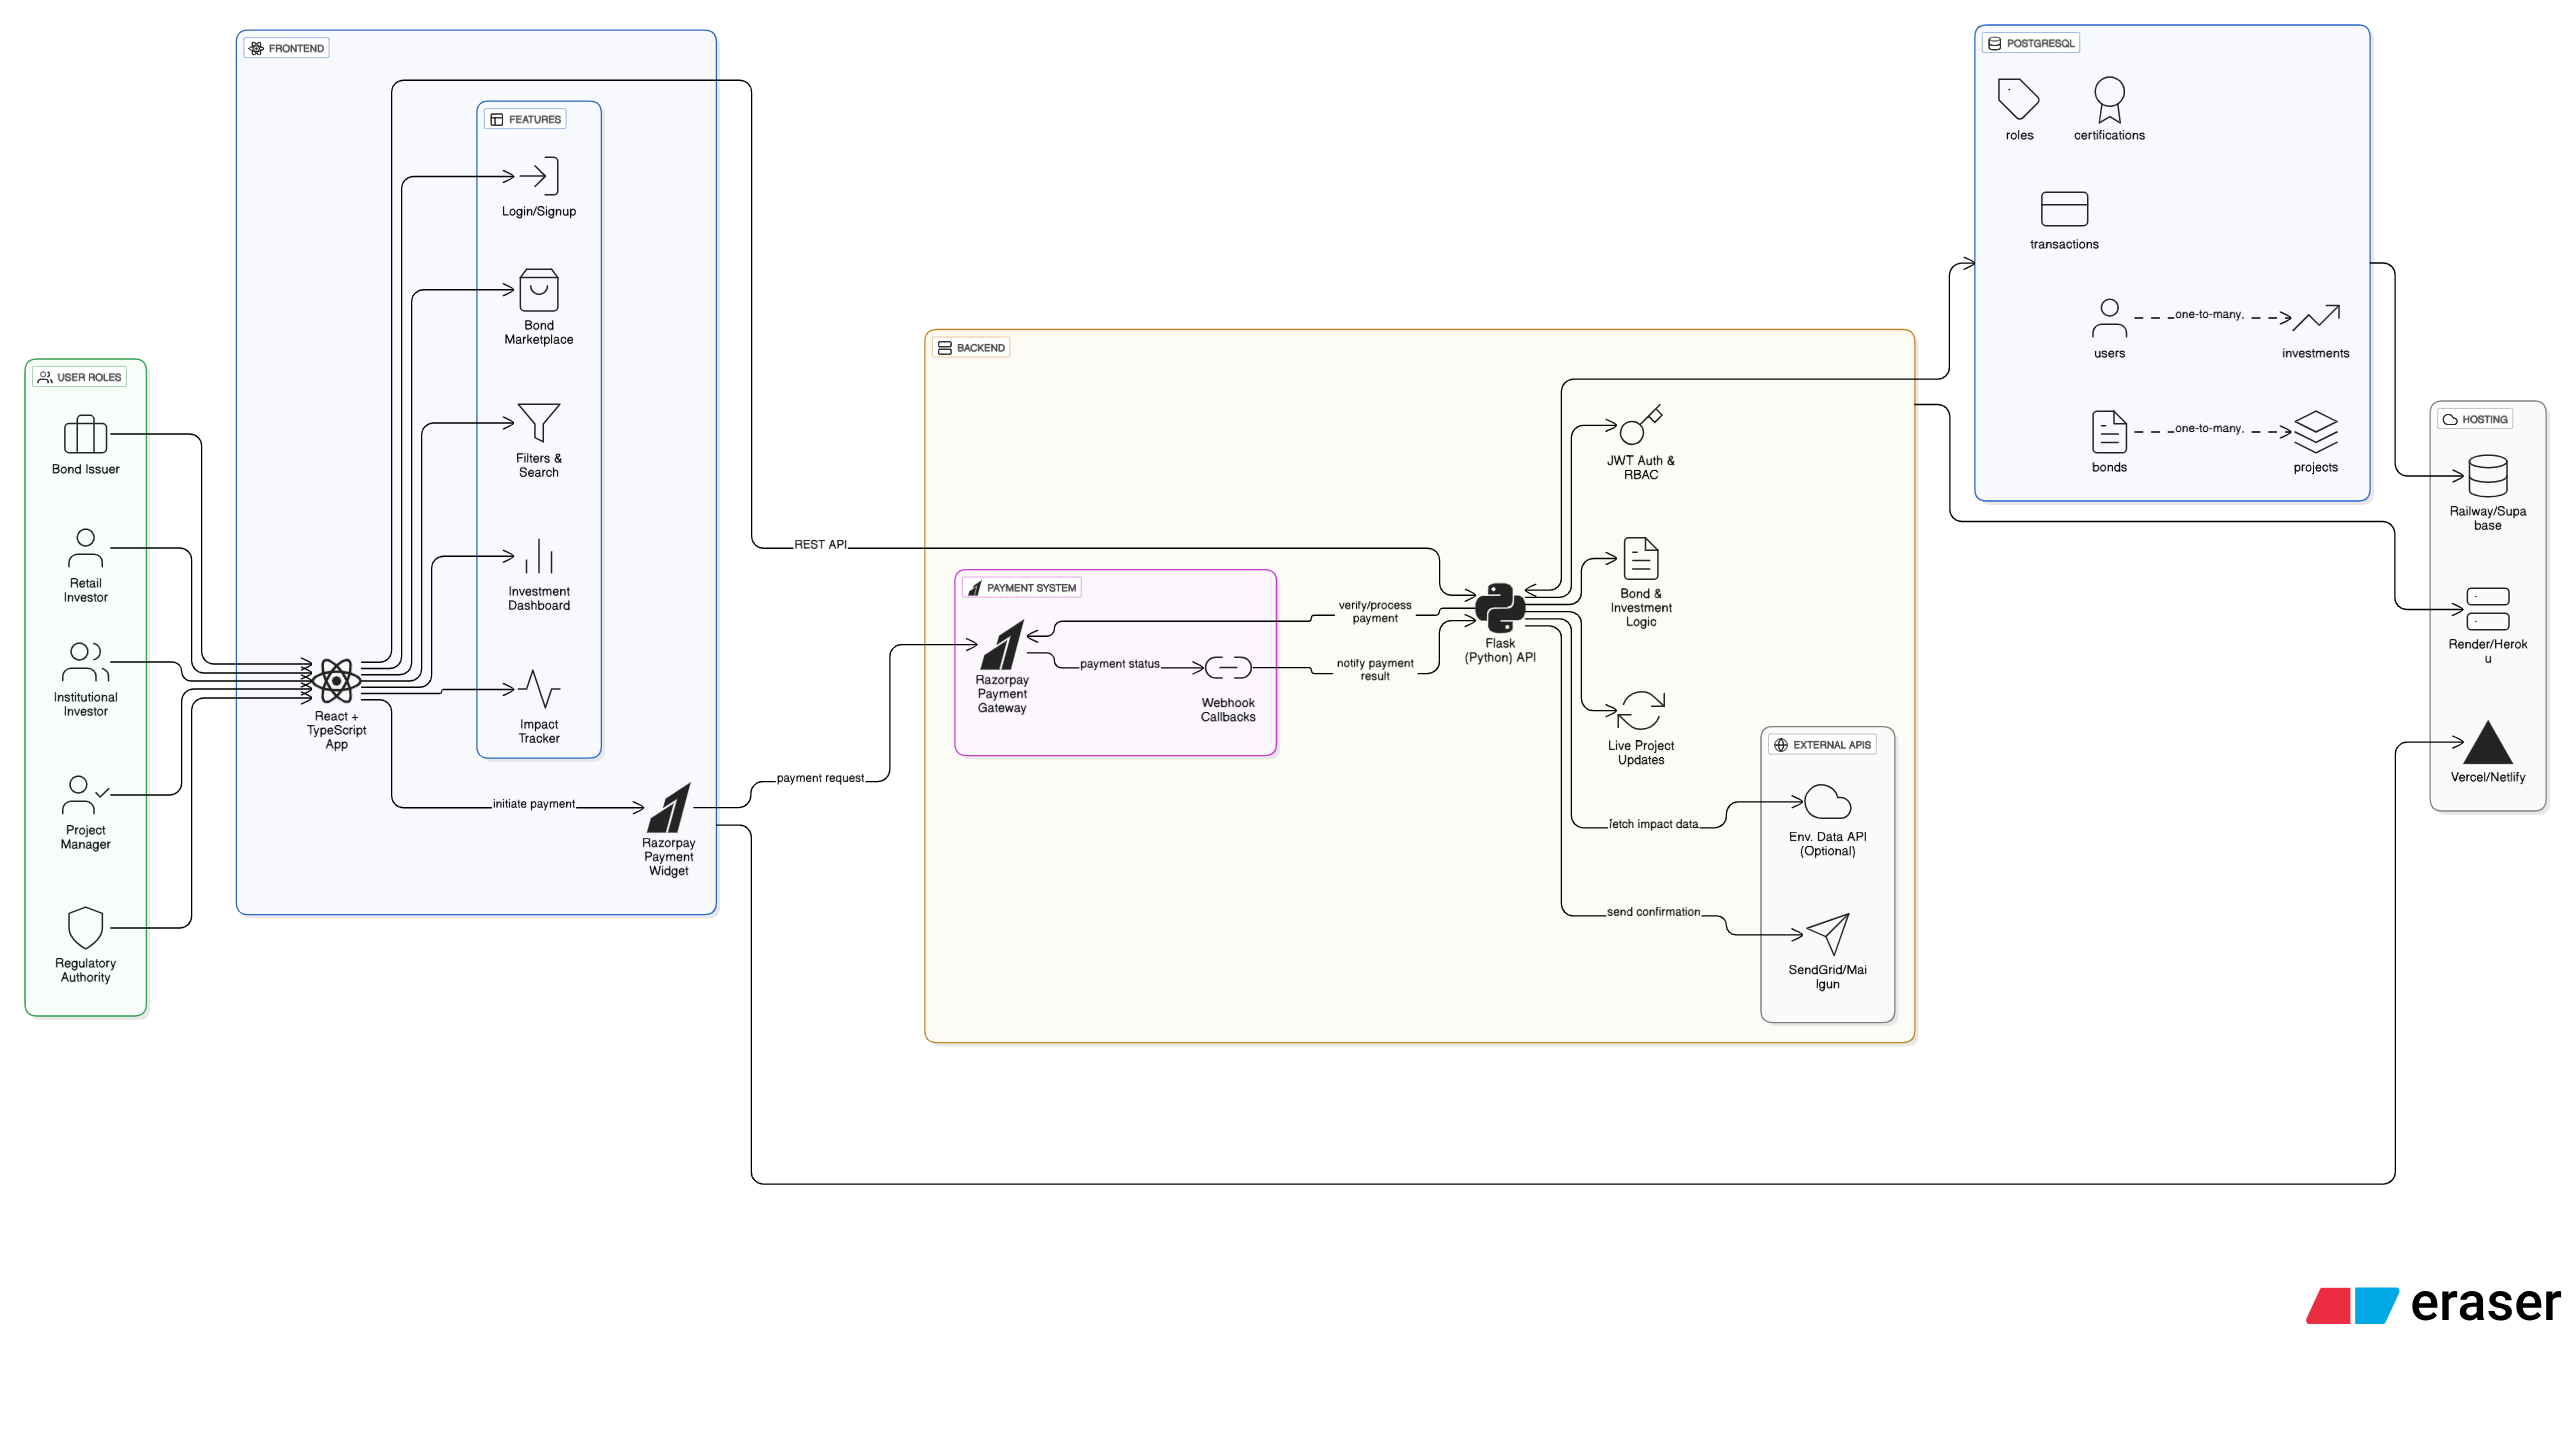 USER ROLES
Bond Issuer
Retail
Investor
Institutional
Investor
Project
Manager
Regulatory
Authority
FRONTEND
React +
TypeScript
App
FEATURES
Login/Signup
Bond
Marketplace
Filters &
Search
Investment
Dashboard
Impact
Tracker
initiate payment
Razorpay
Payment
Widget
REST API
payment request
BACKEND
PAYMENT SYSTEM
Razorpay
Payment
Gateway
payment status
Webhook
Callbacks
verify/process
payment
notify payment
result
Flask
(Python) API
JWT Auth &
RBAC
Bond &
Investment
Logic
Live Project
Updates
fetch impact data
send confirmation
EXTERNAL APIS
Env. Data API
(Optional)
SendGrid/Mai
lgun
POSTGRESQL
roles
certifications
transactions
users
one-to-many.
investments
bonds
one-to-many.
projects
HOSTING
Railway/Supa
base
Render/Herok
u
Vercel/Netlify
eraser